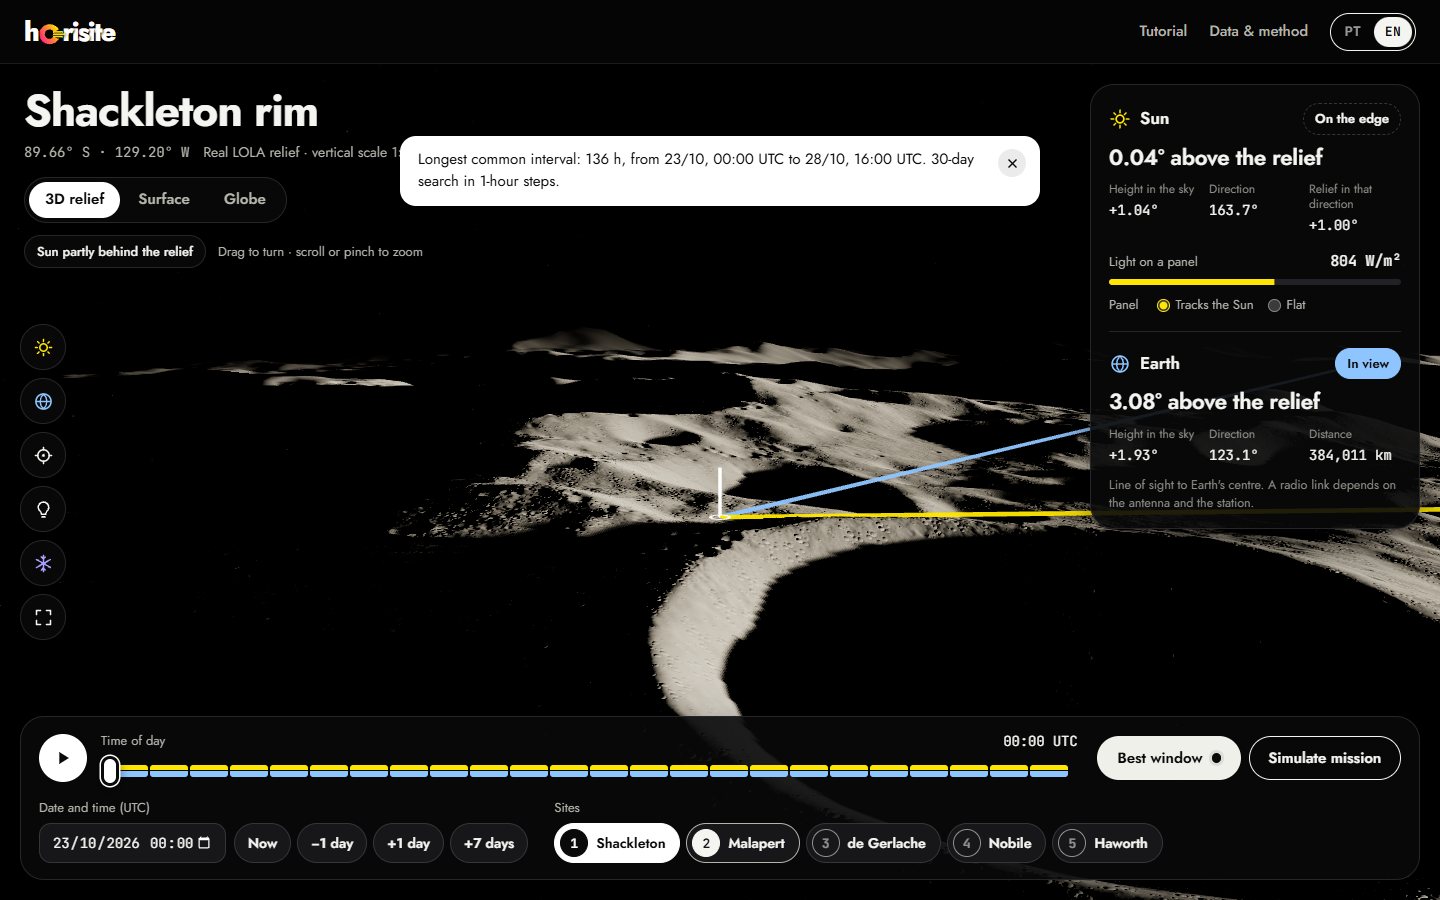 horisite
Tutorial
Data & method
PT
EN
Shackleton rim
89.66° S · 129.20° W Real LOLA relief · vertical scale 1:
Longest common interval: 136 h, from 23/10, 00:00 UTC to 28/10, 16:00 UTC. 30-day
search in 1-hour steps.
3D relief
Surface
Globe
Sun partly behind the relief
Drag to turn · scroll or pinch to zoom
Sun
On the edge
0.04° above the relief
Height in the sky
Direction
Relief in that
direction
+1.04°
163.7°
+1.00°
Light on a panel
804 W/m²
Panel
Tracks the Sun
Flat
Earth
In view
3.08° above the relief
Height in the sky
Direction
Distance
+1.93°
123.1°
384,011 km
Line of sight to Earth's centre. A radio link depends on
the antenna and the station.
Time of day
00:00 UTC
Best window
Simulate mission
Date and time (UTC)
23/10/2026 00:00
Now
−1 day
+1 day
+7 days
Sites
1 Shackleton
2 Malapert
3 de Gerlache
4 Nobile
5 Haworth